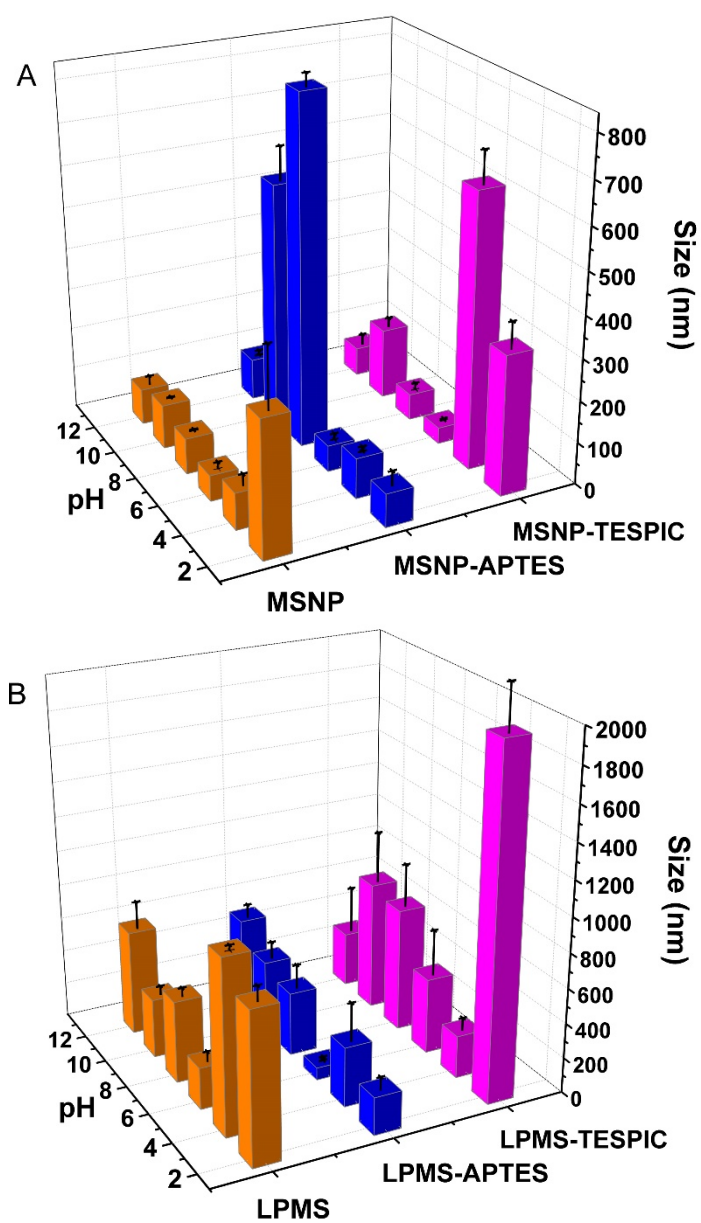 A
800
700
600
500
400
300
200
100
0
Size (nm)
12
10
8
6
4
2
pH
MSNP
MSNP-APTES
MSNP-TESPIC
B
2000
1800
1600
1400
1200
1000
800
600
400
200
0
Size (nm)
12
10
8
6
4
2
pH
LPMS
LPMS-APTES
LPMS-TESPIC